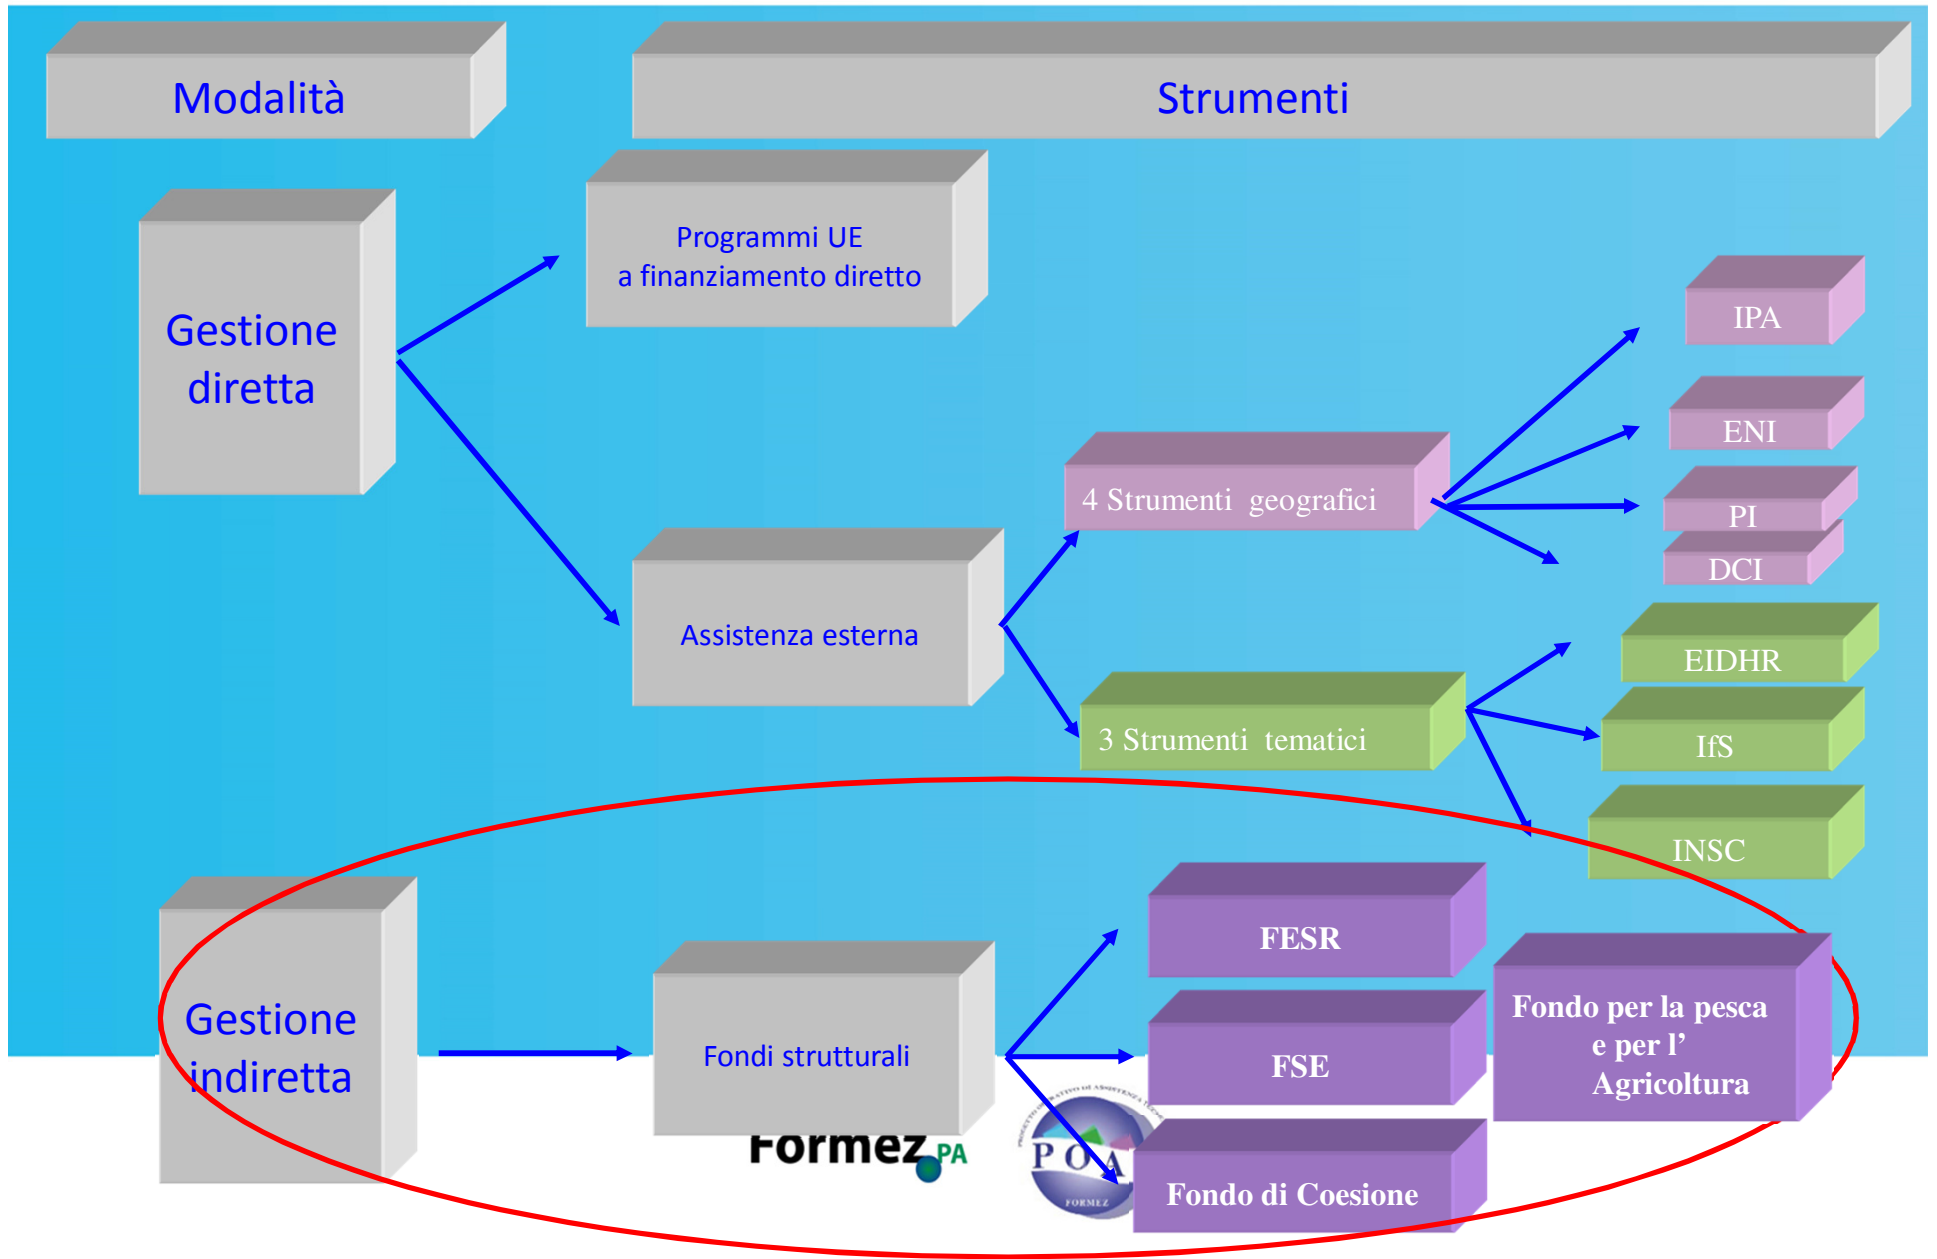 Modalità
Strumenti
Programmi UE
a finanziamento diretto
Gestione
diretta
IPA
ENI
4 Strumenti geografici
PI
DCI
Assistenza esterna
EIDHR
3 Strumenti tematici
IfS
INSC
FESR
Gestione
indiretta
Fondi strutturali
FSE
Fondo per la pesca
e per l’
Agricoltura
Formez PA
POA
FORMEZ
Fondo di Coesione